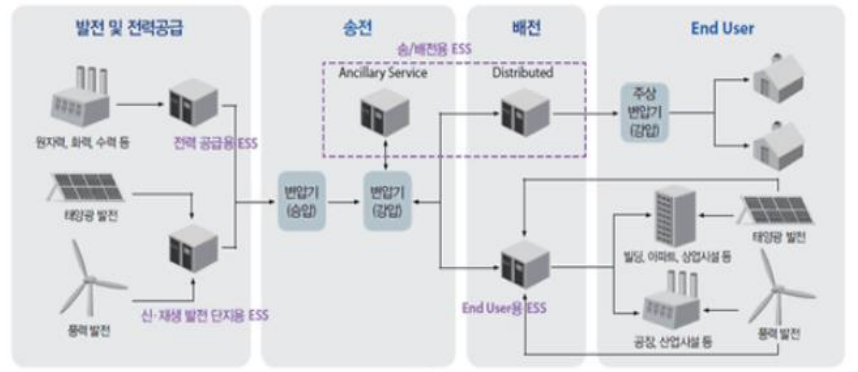 발전 및 전력공급
송전
배전
End User
송/배전용 ESS
Ancillary Service
Distributed
원자력, 화력, 수력 등
전력 공급용 ESS
주상
변압기
(강압)
태양광 발전
변압기
(승압)
변압기
(강압)
풍력 발전
신·재생 발전 단지용 ESS
End User용 ESS
빌딩, 아파트, 상업시설 등
태양광 발전
공장, 산업시설 등
풍력 발전